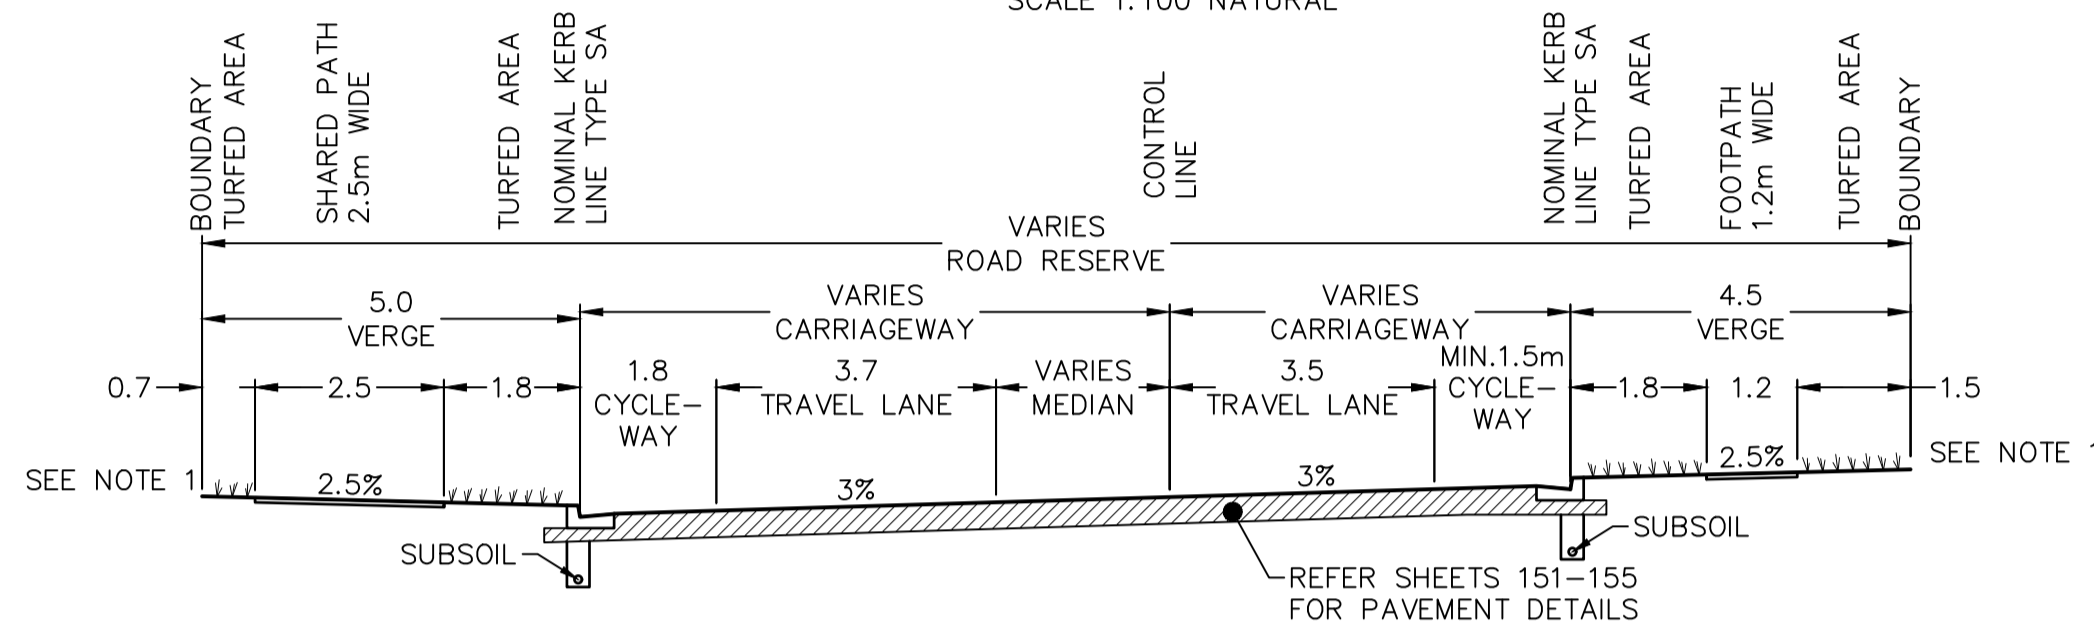 SCALE 1:100 NATURAL
BOUNDARY
TURFED AREA
SHARED PATH
2.5m WIDE
TURFED AREA
NOMINAL KERB
LINE TYPE SA
CONTROL
LINE
NOMINAL KERB
LINE TYPE SA
TURFED AREA
FOOTPATH
1.2m WIDE
TURFED AREA
BOUNDARY
VARIES
ROAD RESERVE
5.0
VERGE
VARIES
CARRIAGEWAY
VARIES
CARRIAGEWAY
4.5
VERGE
0.7
2.5
1.8
1.8
CYCLE-
WAY
3.7
TRAVEL LANE
VARIES
MEDIAN
3.5
TRAVEL LANE
MIN.1.5m
CYCLE-
WAY
1.8
1.2
1.5
SEE NOTE 1
2.5%
3%
3%
2.5%
SEE NOTE 1
SUBSOIL
SUBSOIL
REFER SHEETS 151-155
FOR PAVEMENT DETAILS